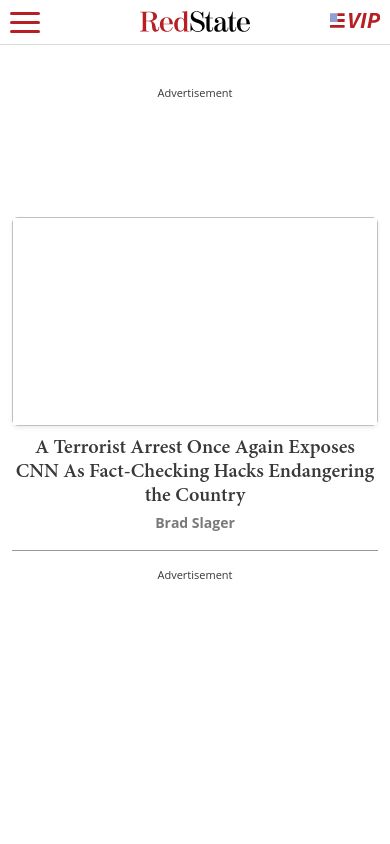 RedState
VIP
Advertisement
A Terrorist Arrest Once Again Exposes
CNN As Fact-Checking Hacks Endangering
the Country
Brad Slager
Advertisement